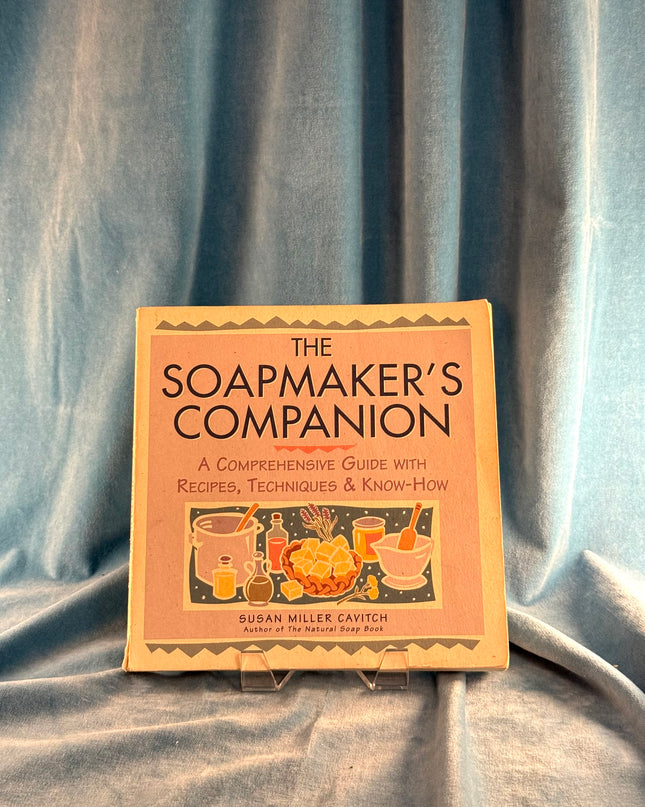 THE
SOAPMAKER'S
COMPANION
A COMPREHENSIVE GUIDE WITH
RECIPES, TECHNIQUES & KNOW-HOW
SUSAN MILLER CAVITCH
Author of The Natural Soap Book